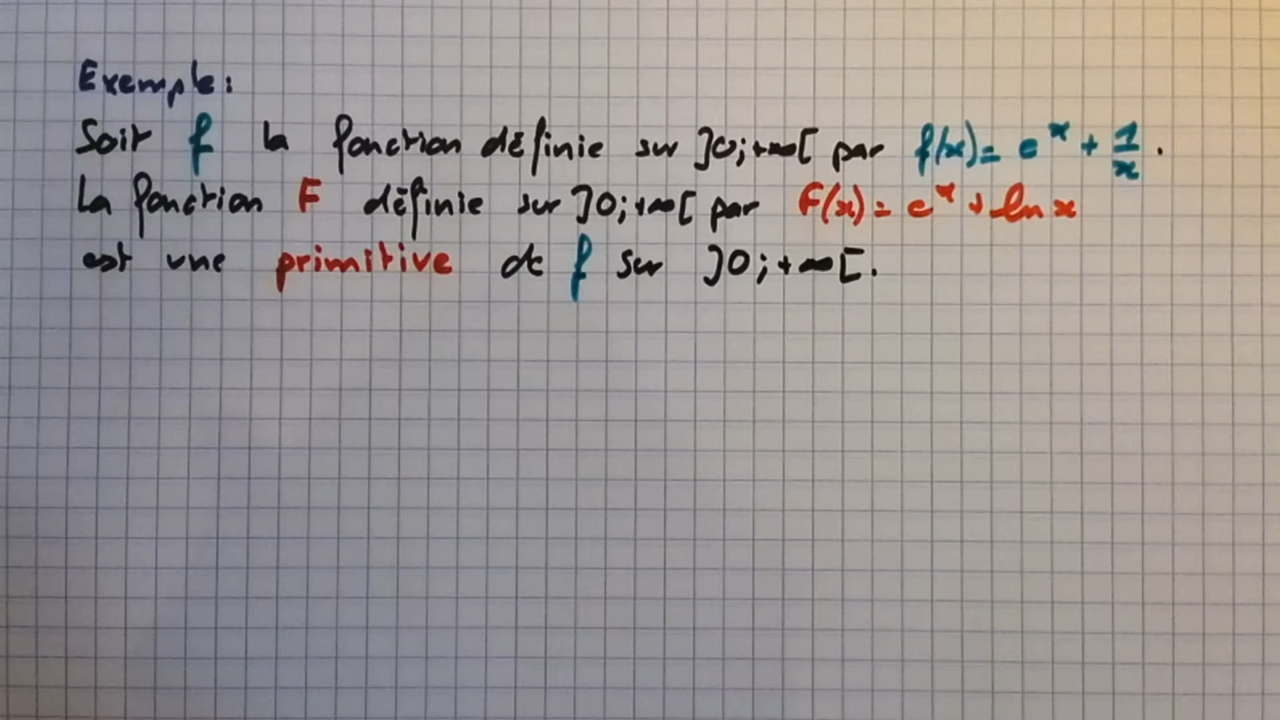 Exemple:
Soit f la fonction définie sur ]0;+∞[ par f(x)= e^x + 1/x.
La fonction F définie sur ]0;+∞[ par F(x) = e^x + ln x
est une primitive de f sur ]0;+∞[.